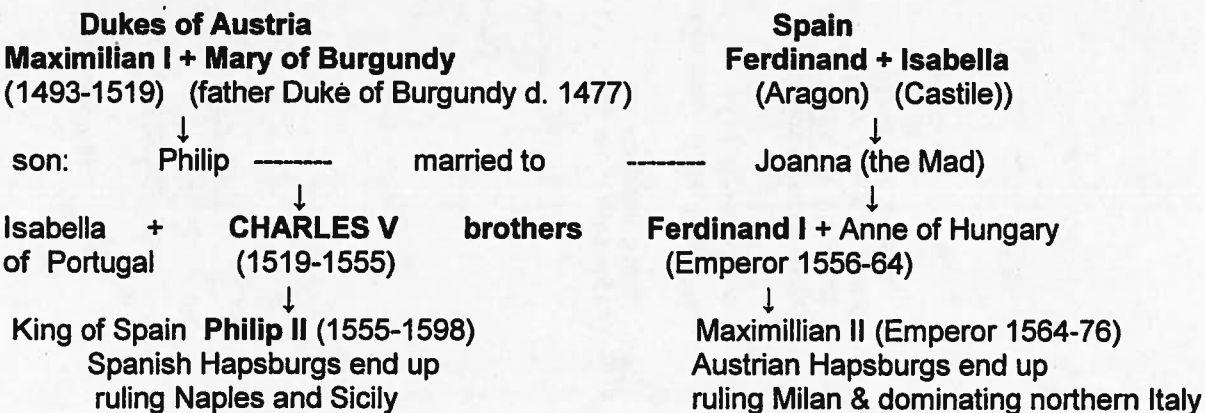 Dukes of Austria Spain
Maximilian I + Mary of Burgundy Ferdinand + Isabella
(1493-1519) (father Duke of Burgundy d. 1477) (Aragon) (Castile))
↓ ↓
son: Philip -------- married to -------- Joanna (the Mad)
↓ ↓
Isabella + CHARLES V brothers Ferdinand I + Anne of Hungary
of Portugal (1519-1555) (Emperor 1556-64)
↓ ↓
King of Spain Philip II (1555-1598) Maximillian II (Emperor 1564-76)
Spanish Hapsburgs end up Austrian Hapsburgs end up
ruling Naples and Sicily ruling Milan & dominating northern Italy